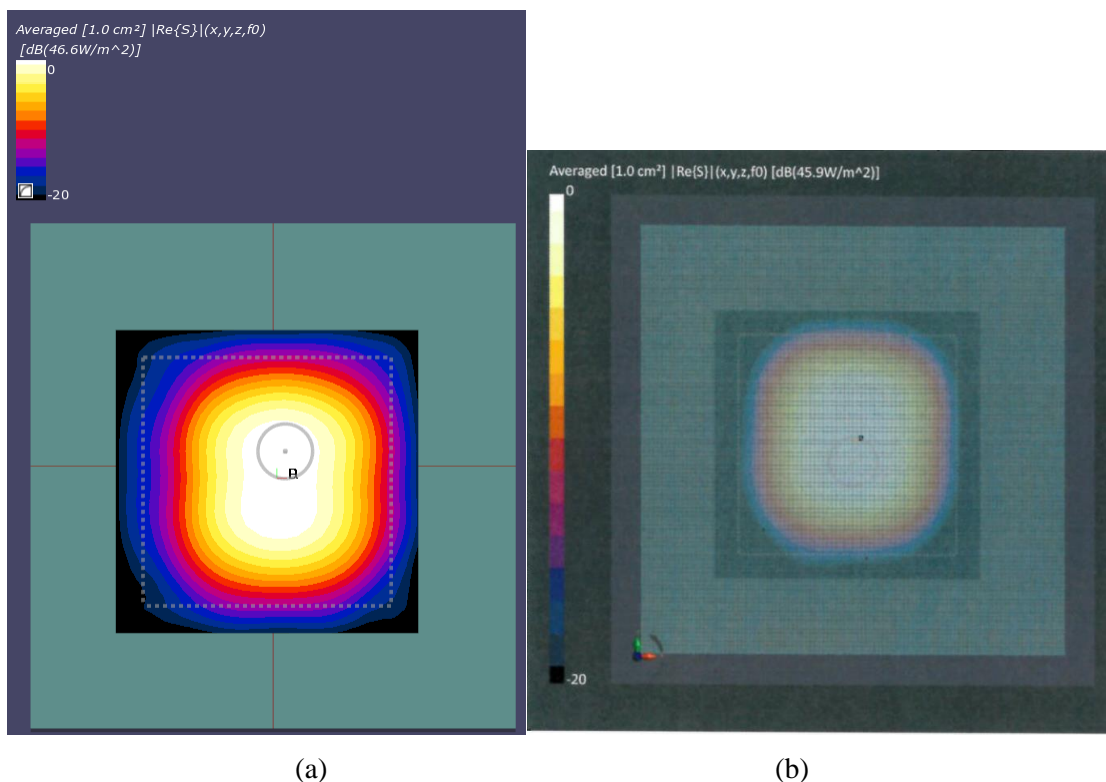 Averaged [1.0 cm²] |Re{S}|(x,y,z,f0)
[dB(46.6W/m^2)]
0
-20
Averaged [1.0 cm²] |Re{S}|(x,y,z,f0) [dB(45.9W/m^2)]
0
-20
(a)
(b)